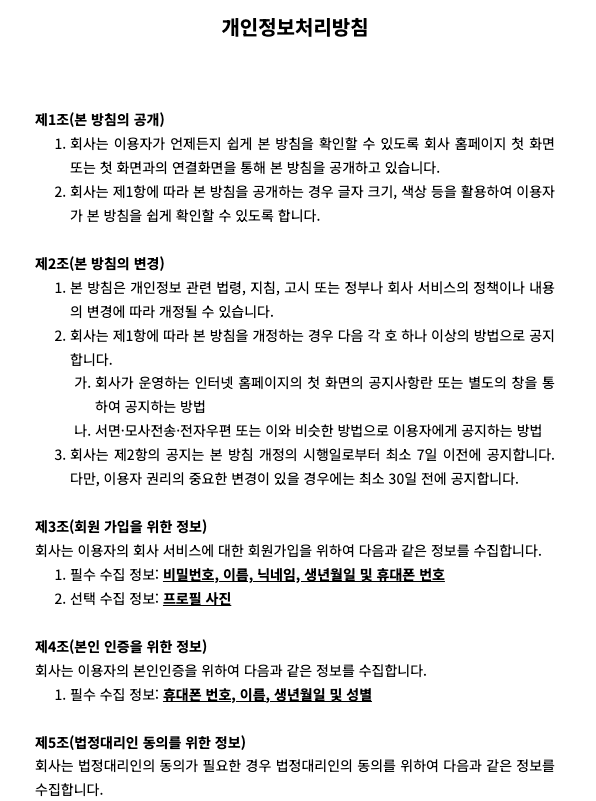 개인정보처리방침
제1조(본 방침의 공개)
1. 회사는 이용자가 언제든지 쉽게 본 방침을 확인할 수 있도록 회사 홈페이지 첫 화면
또는 첫 화면과의 연결화면을 통해 본 방침을 공개하고 있습니다.
2. 회사는 제1항에 따라 본 방침을 공개하는 경우 글자 크기, 색상 등을 활용하여 이용자
가 본 방침을 쉽게 확인할 수 있도록 합니다.
제2조(본 방침의 변경)
1. 본 방침은 개인정보 관련 법령, 지침, 고시 또는 정부나 회사 서비스의 정책이나 내용
의 변경에 따라 개정될 수 있습니다.
2. 회사는 제1항에 따라 본 방침을 개정하는 경우 다음 각 호 하나 이상의 방법으로 공지
합니다.
가. 회사가 운영하는 인터넷 홈페이지의 첫 화면의 공지사항란 또는 별도의 창을 통
하여 공지하는 방법
나. 서면·모사전송·전자우편 또는 이와 비슷한 방법으로 이용자에게 공지하는 방법
3. 회사는 제2항의 공지는 본 방침 개정의 시행일로부터 최소 7일 이전에 공지합니다.
다만, 이용자 권리의 중요한 변경이 있을 경우에는 최소 30일 전에 공지합니다.
제3조(회원 가입을 위한 정보)
회사는 이용자의 회사 서비스에 대한 회원가입을 위하여 다음과 같은 정보를 수집합니다.
1. 필수 수집 정보: 비밀번호, 이름, 닉네임, 생년월일 및 휴대폰 번호
2. 선택 수집 정보: 프로필 사진
제4조(본인 인증을 위한 정보)
회사는 이용자의 본인인증을 위하여 다음과 같은 정보를 수집합니다.
1. 필수 수집 정보: 휴대폰 번호, 이름, 생년월일 및 성별
제5조(법정대리인 동의를 위한 정보)
회사는 법정대리인의 동의가 필요한 경우 법정대리인의 동의를 위하여 다음과 같은 정보를
수집합니다.